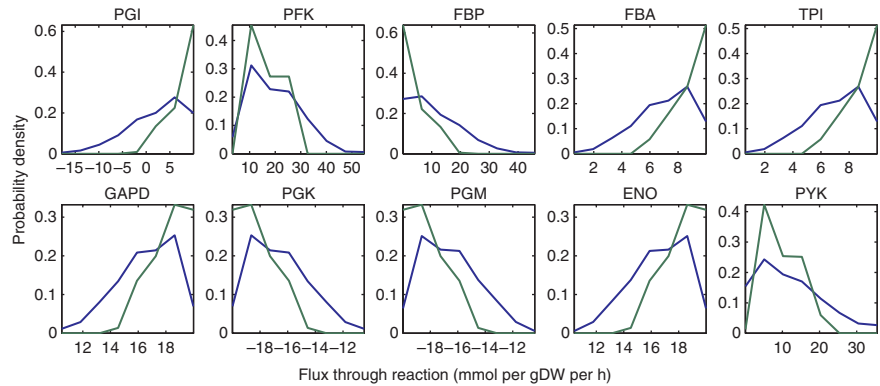 PGI PFK FBP FBA TPI
0.6 0.4 0.6 0.5 0.5
0.4 0.3 0.4 0.4 0.4
0.2 0.2 0.2 0.3 0.3
0.1 0.2 0.2
0.1 0.1
0 0 0 0 0
−15 −10 −5 0 5 10 20 30 40 50 0 20 40 2 4 6 8 2 4 6 8
Probability density
GAPD PGK PGM ENO PYK
0.3 0.3 0.3 0.3 0.4
0.2 0.2 0.2 0.2 0.3
0.1 0.1 0.1 0.1 0.2
0.1
0 0 0 0 0
12 14 16 18 −18 −16 −14 −12 −18 −16 −14 −12 12 14 16 18 10 20 30
Flux through reaction (mmol per gDW per h)